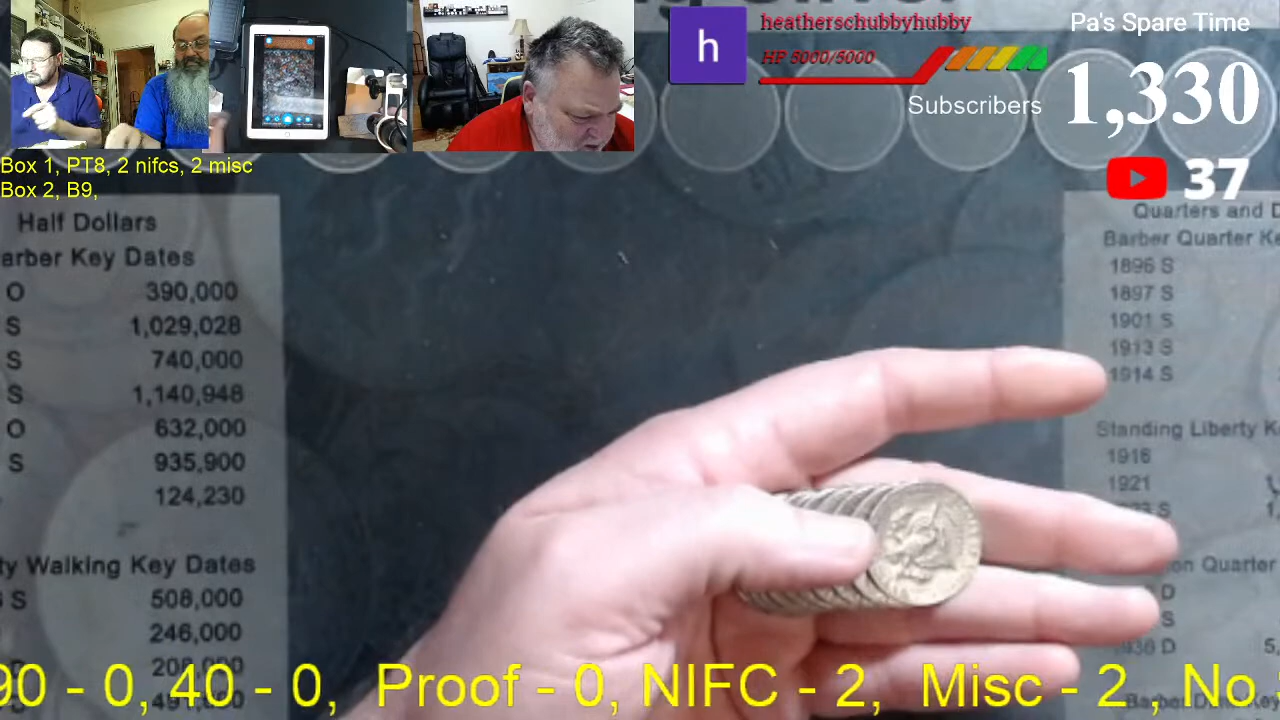 h
heatherschubbyhubby
HP 5000/5000
Pa's Spare Time
Subscribers 1,330
37
Box 1, PT8, 2 nifcs, 2 misc
Box 2, B9,
Half Dollars
arber Key Dates
O 390,000
S 1,029,028
S 740,000
S 1,140,948
O 632,000
S 935,900
124,230
ty Walking Key Dates
S 508,000
246,000
Quarters and D
Barber Quarter Ke
1896 S
1897 S
1901 S
1913 S
1914 S
Standing Liberty K
1916
1921
on Quarter
D
S
D 5,
90 - 0, 40 - 0, Proof - 0, NIFC - 2, Misc - 2 , No